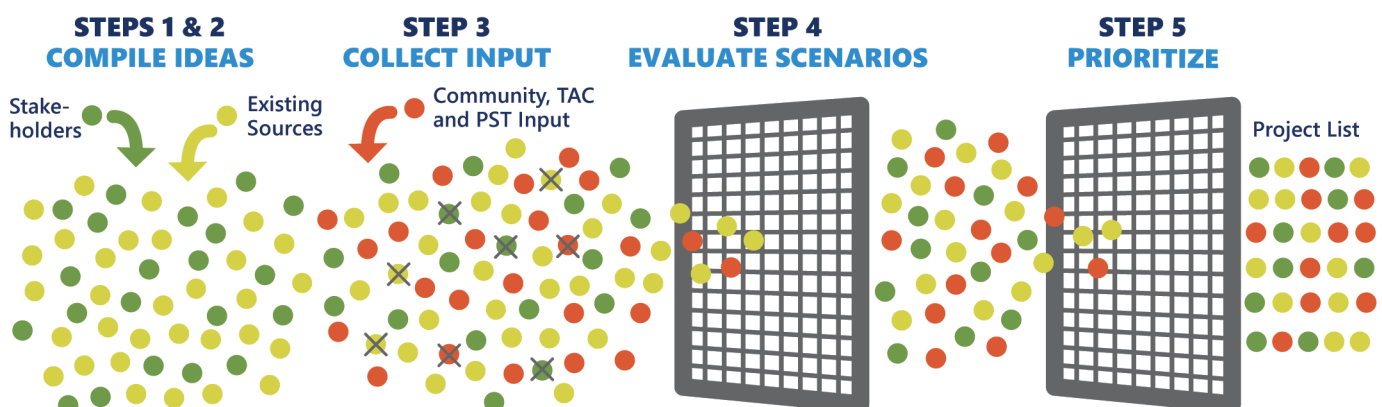 STEPS 1 & 2
COMPILE IDEAS
Stake-
holders
Existing
Sources
STEP 3
COLLECT INPUT
Community, TAC
and PST Input
STEP 4
EVALUATE SCENARIOS
STEP 5
PRIORITIZE
Project List